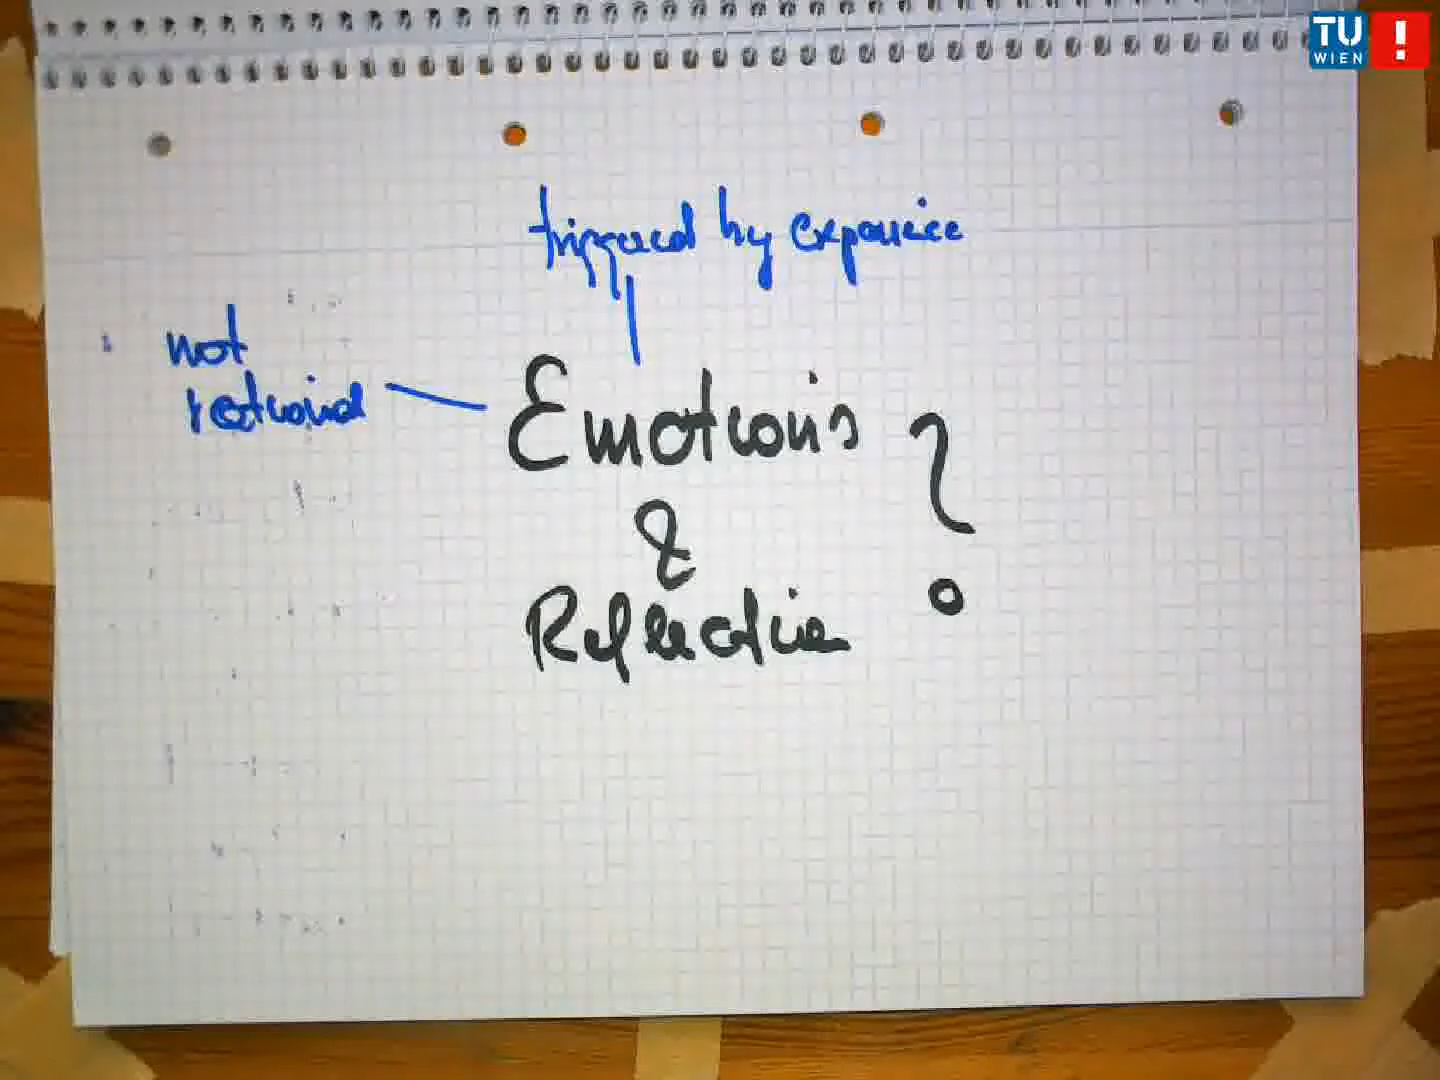 TU
WIEN
!
triggered by experience
not
rational
Emotions
&
Reflection
?